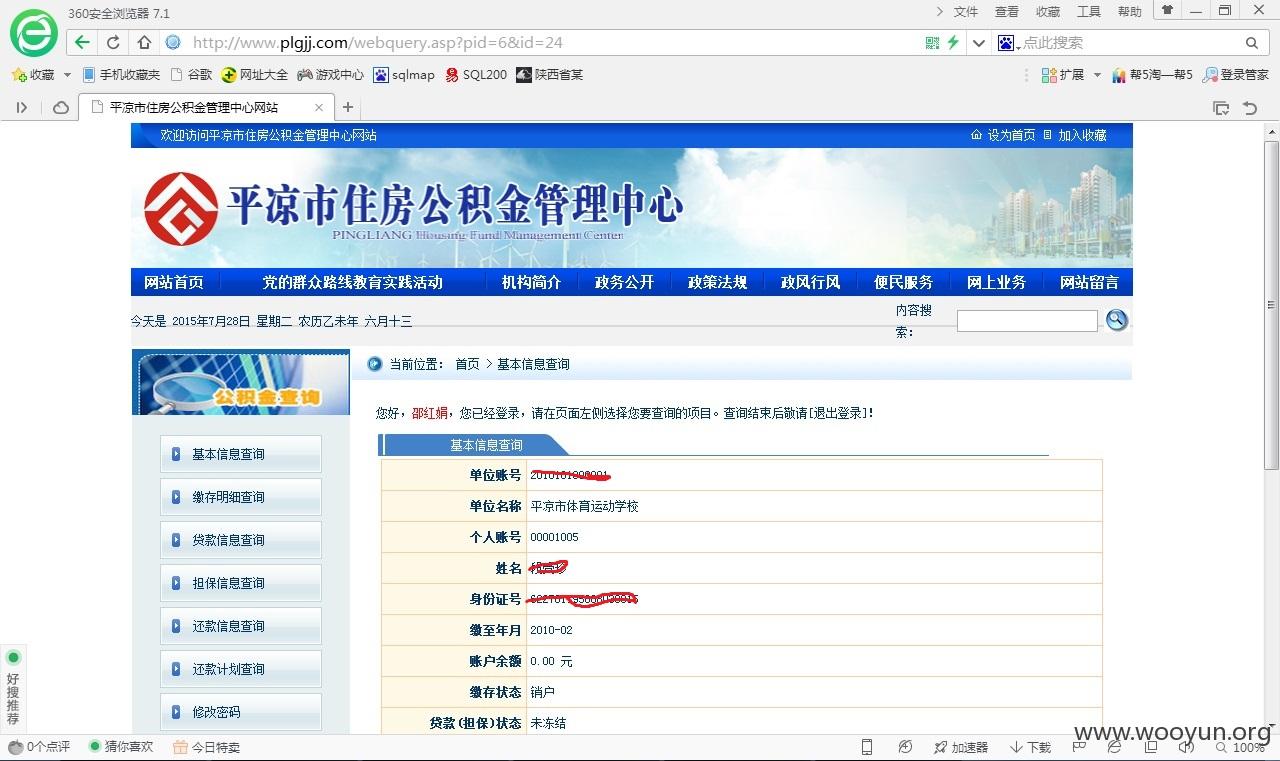 360安全浏览器 7.1
文件 查看 收藏 工具 帮助
http://www.plgjj.com/webquery.asp?pid=6&id=24
点此搜索
收藏 手机收藏夹 谷歌 网址大全 游戏中心 sqlmap SQL200 陕西省某
扩展 帮5淘—帮5 登录管家
平凉市住房公积金管理中心网站
欢迎访问平凉市住房公积金管理中心网站
设为首页 加入收藏
平凉市住房公积金管理中心
PINGLIANG Housing Fund Management Center
网站首页 党的群众路线教育实践活动 机构简介 政务公开 政策法规 政风行风 便民服务 网上业务 网站留言
今天是 2015年7月28日 星期二 农历乙未年 六月十三
内容搜
索:
公积金查询
当前位置: 首页 > 基本信息查询
您好,邵红娟,您已经登录,请在页面左侧选择您要查询的项目。查询结束后敬请[退出登录]!
基本信息查询
缴存明细查询
贷款信息查询
担保信息查询
还款信息查询
还款计划查询
修改密码
基本信息查询
单位账号
单位名称 平凉市体育运动学校
个人账号 00001005
姓名
身份证号
缴至年月 2010-02
账户余额 0.00 元
缴存状态 销户
贷款(担保)状态 未冻结
好搜推荐
www.wooyun.org
0个点评 猜你喜欢 今日特卖
加速器 下载 100%